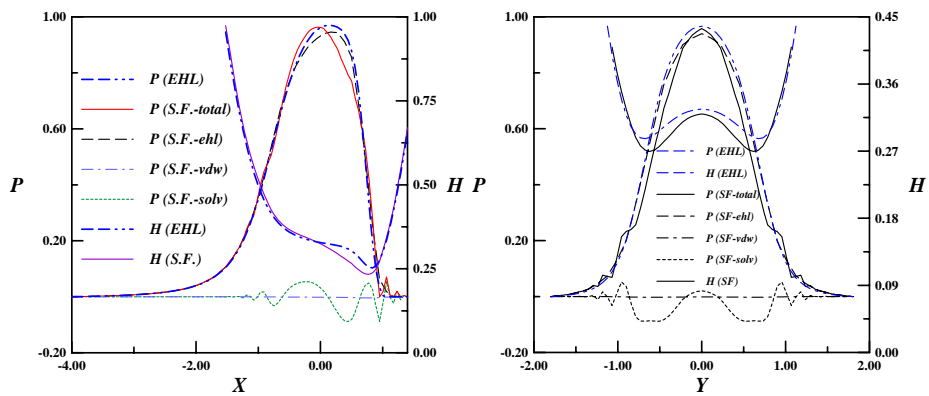 1.00
0.60
0.20
-0.20
P
P (EHL)
P (S.F.-total)
P (S.F.-ehl)
P (S.F.-vdw)
P (S.F.-solv)
H (EHL)
H (S.F.)
1.00
0.75
0.50
0.25
0.00
H
-4.00
-2.00
0.00
X
1.00
0.60
0.20
-0.20
P
P (EHL)
H (EHL)
P (SF-total)
P (SF-ehl)
P (SF-vdw)
P (SF-solv)
H (SF)
0.45
0.36
0.27
0.18
0.09
0.00
H
-2.00
-1.00
0.00
1.00
2.00
Y